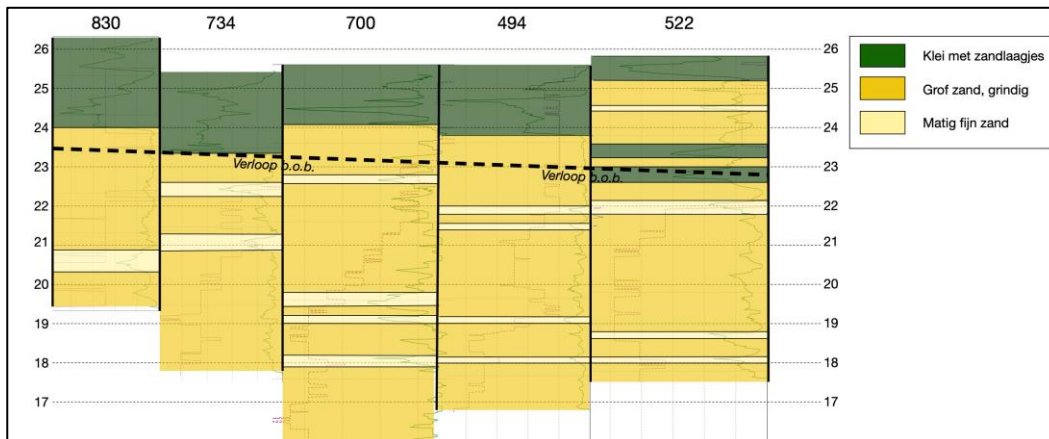 830 734 700 494 522
26 26
25 25
24 24
23 23
22 22
21 21
20 20
19 19
18 18
17 17
Verloop b.o.b.
Verloop b.o.b.
Klei met zandlaagjes
Grof zand, grindig
Matig fijn zand